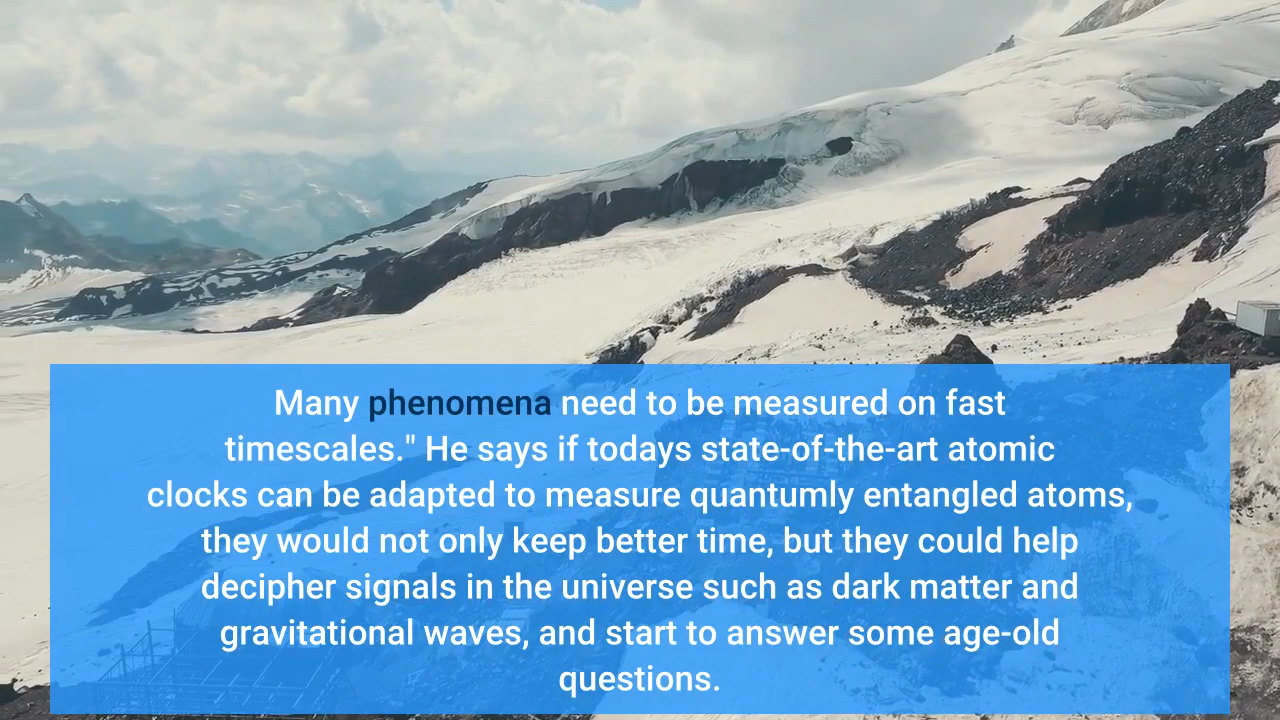 Many phenomena need to be measured on fast
timescales." He says if todays state-of-the-art atomic
clocks can be adapted to measure quantumly entangled atoms,
they would not only keep better time, but they could help
decipher signals in the universe such as dark matter and
gravitational waves, and start to answer some age-old
questions.